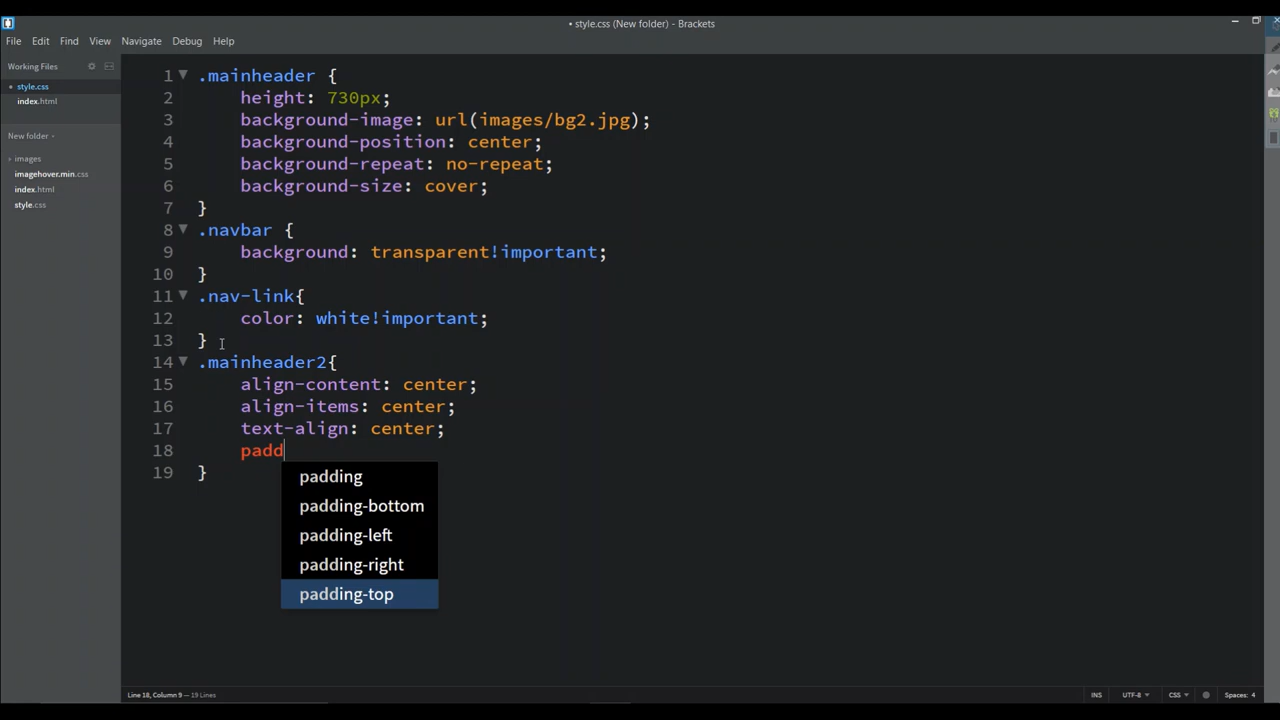 • style.css (New folder) - Brackets
File Edit Find View Navigate Debug Help
Working Files
• style.css
index.html
New folder
images
imagehover.min.css
index.html
style.css
1 .mainheader {
2 height: 730px;
3 background-image: url(images/bg2.jpg);
4 background-position: center;
5 background-repeat: no-repeat;
6 background-size: cover;
7 }
8 .navbar {
9 background: transparent!important;
10 }
11 .nav-link{
12 color: white!important;
13 }
14 .mainheader2{
15 align-content: center;
16 align-items: center;
17 text-align: center;
18 padd
19 }
padding
padding-bottom
padding-left
padding-right
padding-top
Line 18, Column 9 — 19 Lines
INS UTF-8 CSS Spaces: 4